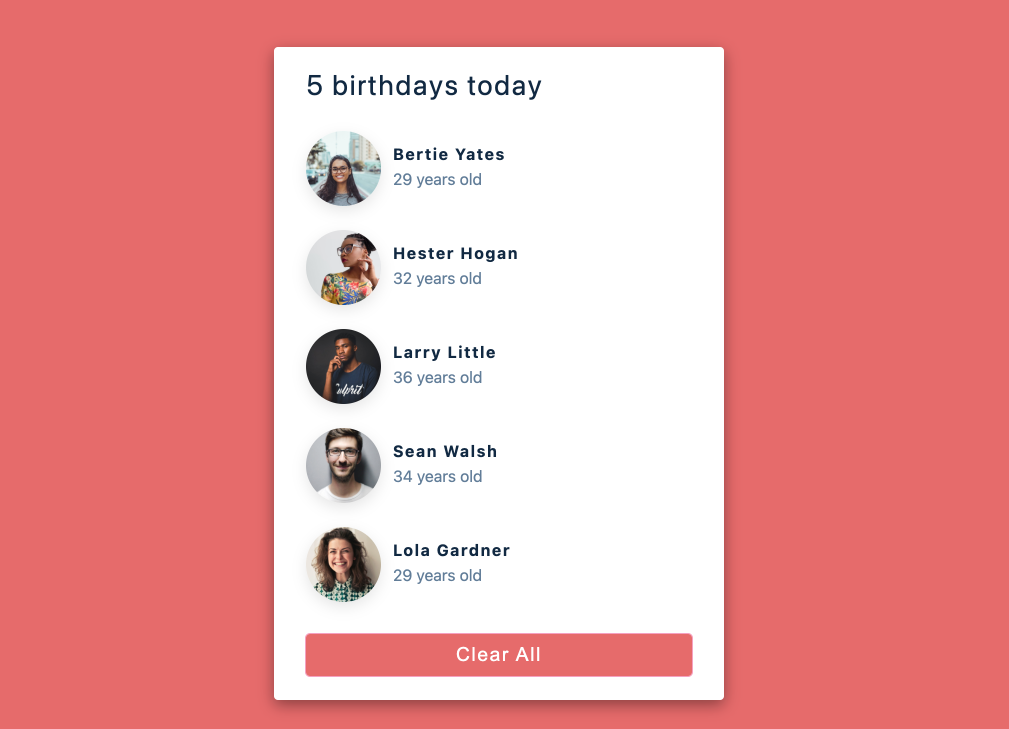 5 birthdays today
Bertie Yates
29 years old
Hester Hogan
32 years old
Larry Little
36 years old
Sean Walsh
34 years old
Lola Gardner
29 years old
Clear All